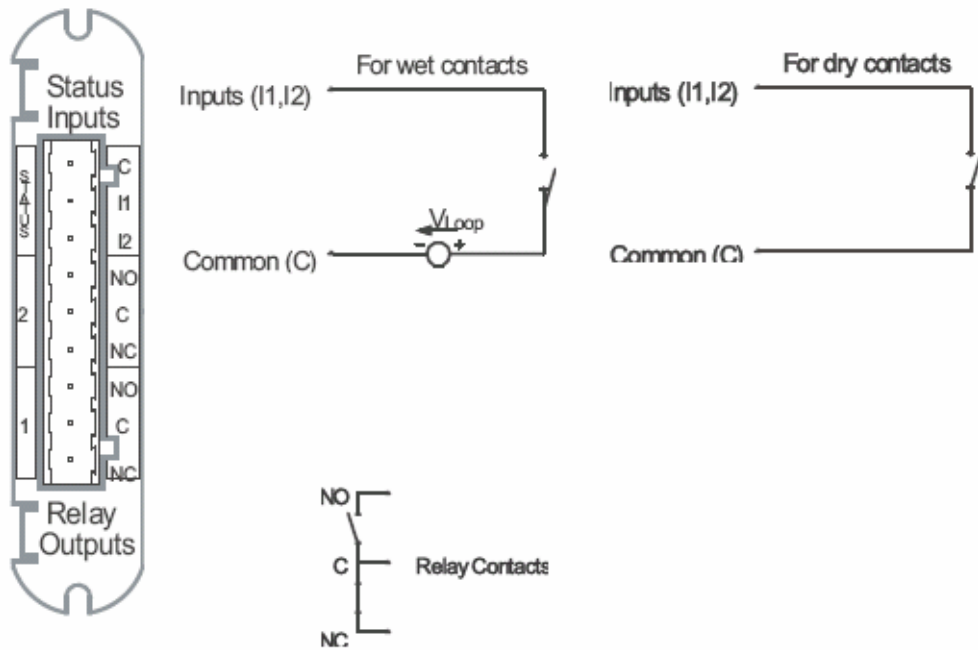 Status
Inputs
STATUS
C
I1
I2
2
NO
C
NC
1
NO
C
NC
Relay
Outputs
For wet contacts
Inputs (I1,I2)
VLoop
- +
Common (C)
For dry contacts
Inputs (I1,I2)
Common (C)
NO
C
Relay Contacts
NC